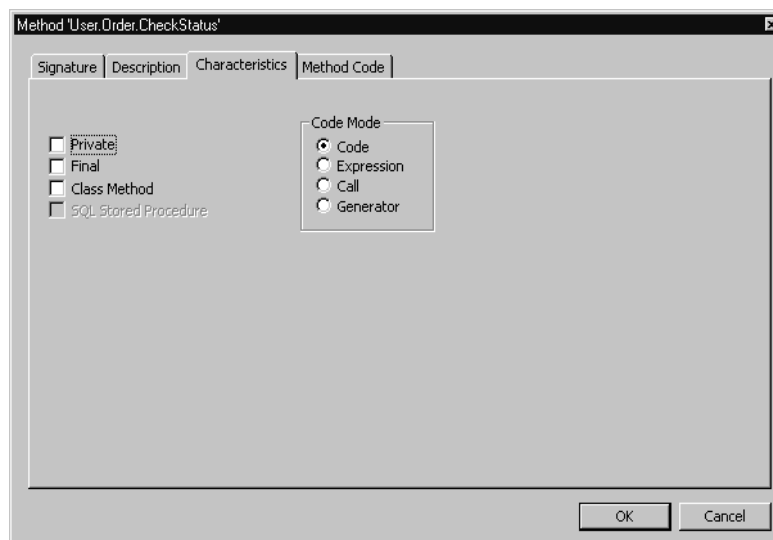 Method 'User.Order.CheckStatus'
Signature Description Characteristics Method Code
Private
Final
Class Method
SQL Stored Procedure
Code Mode
Code
Expression
Call
Generator
OK Cancel